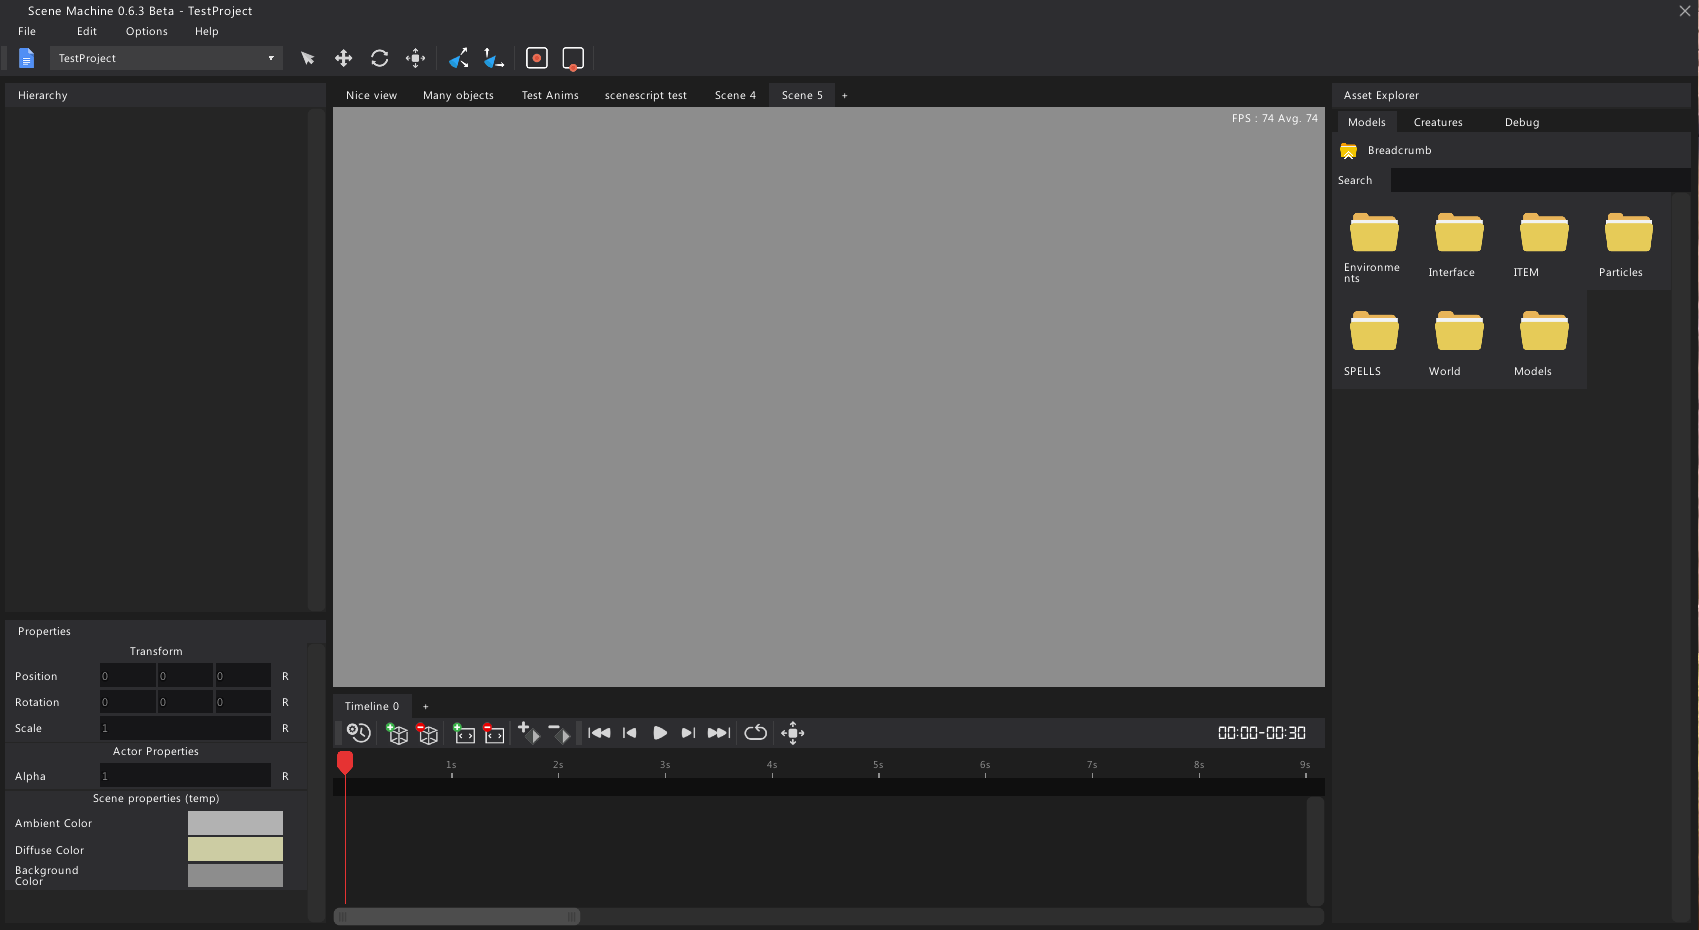 Scene Machine 0.6.3 Beta - TestProject
File Edit Options Help
TestProject
Hierarchy
Nice view Many objects Test Anims scenescript test Scene 4 Scene 5 +
FPS : 74 Avg. 74
Asset Explorer
Models Creatures Debug
Breadcrumb
Search
Environme
nts
Interface
ITEM
Particles
SPELLS
World
Models
Properties
Transform
Position 0 0 0 R
Rotation 0 0 0 R
Scale 1 R
Actor Properties
Alpha 1 R
Scene properties (temp)
Ambient Color
Diffuse Color
Background
Color
Timeline 0 +
00:00-00:30
1s 2s 3s 4s 5s 6s 7s 8s 9s